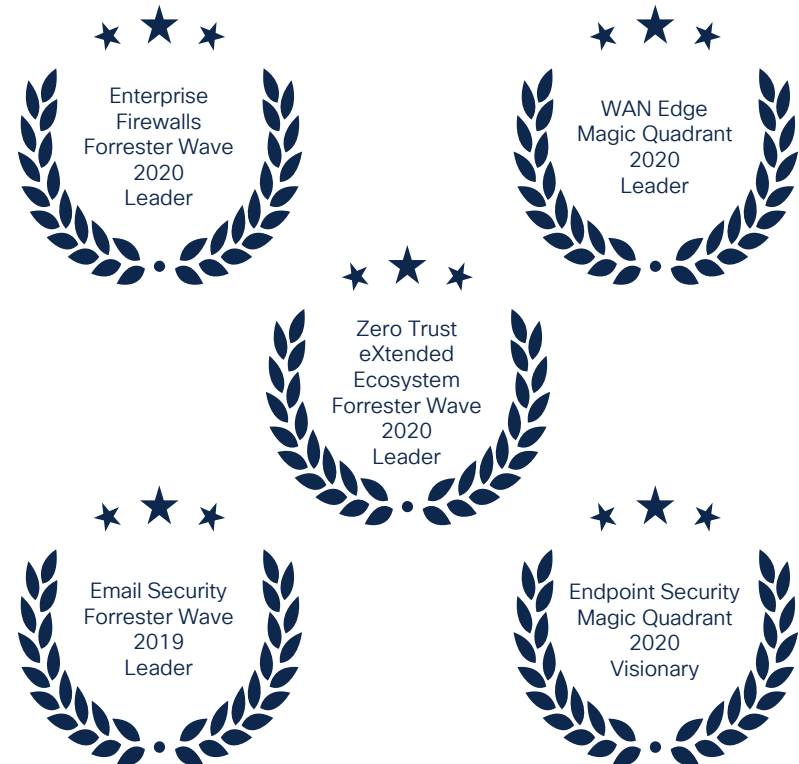 Enterprise
Firewalls
Forrester Wave
2020
Leader
WAN Edge
Magic Quadrant
2020
Leader
Zero Trust
eXtended
Ecosystem
Forrester Wave
2020
Leader
Email Security
Forrester Wave
2019
Leader
Endpoint Security
Magic Quadrant
2020
Visionary